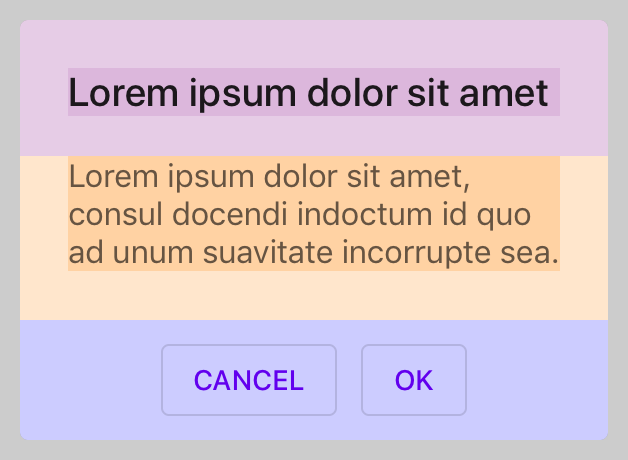 Lorem ipsum dolor sit amet
Lorem ipsum dolor sit amet,
consul docendi indoctum id quo
ad unum suavitate incorrupte sea.
CANCEL OK